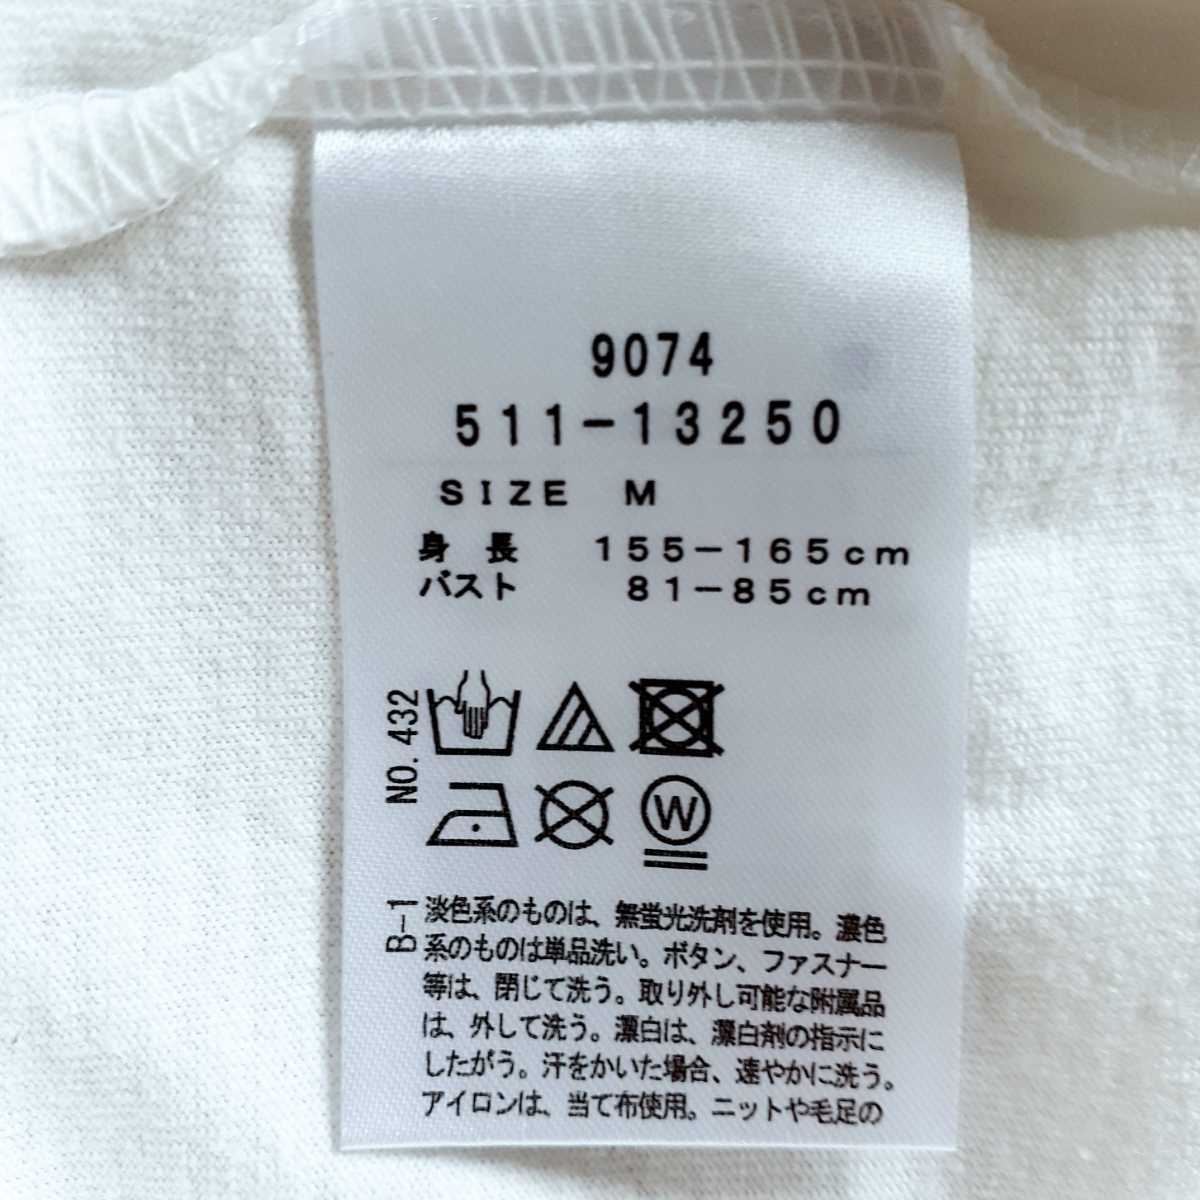 9074
511-13250
SIZE M
身長 155-165cm
バスト 81-85cm
NO.432
W
B-1
淡色系のものは、無蛍光洗剤を使用。濃色
系のものは単品洗い。ボタン、ファスナー
等は、閉じて洗う。取り外し可能な附属品
は、外して洗う。漂白は、漂白剤の指示に
したがう。汗をかいた場合、速やかに洗う。
アイロンは、当て布使用。ニットや毛足の